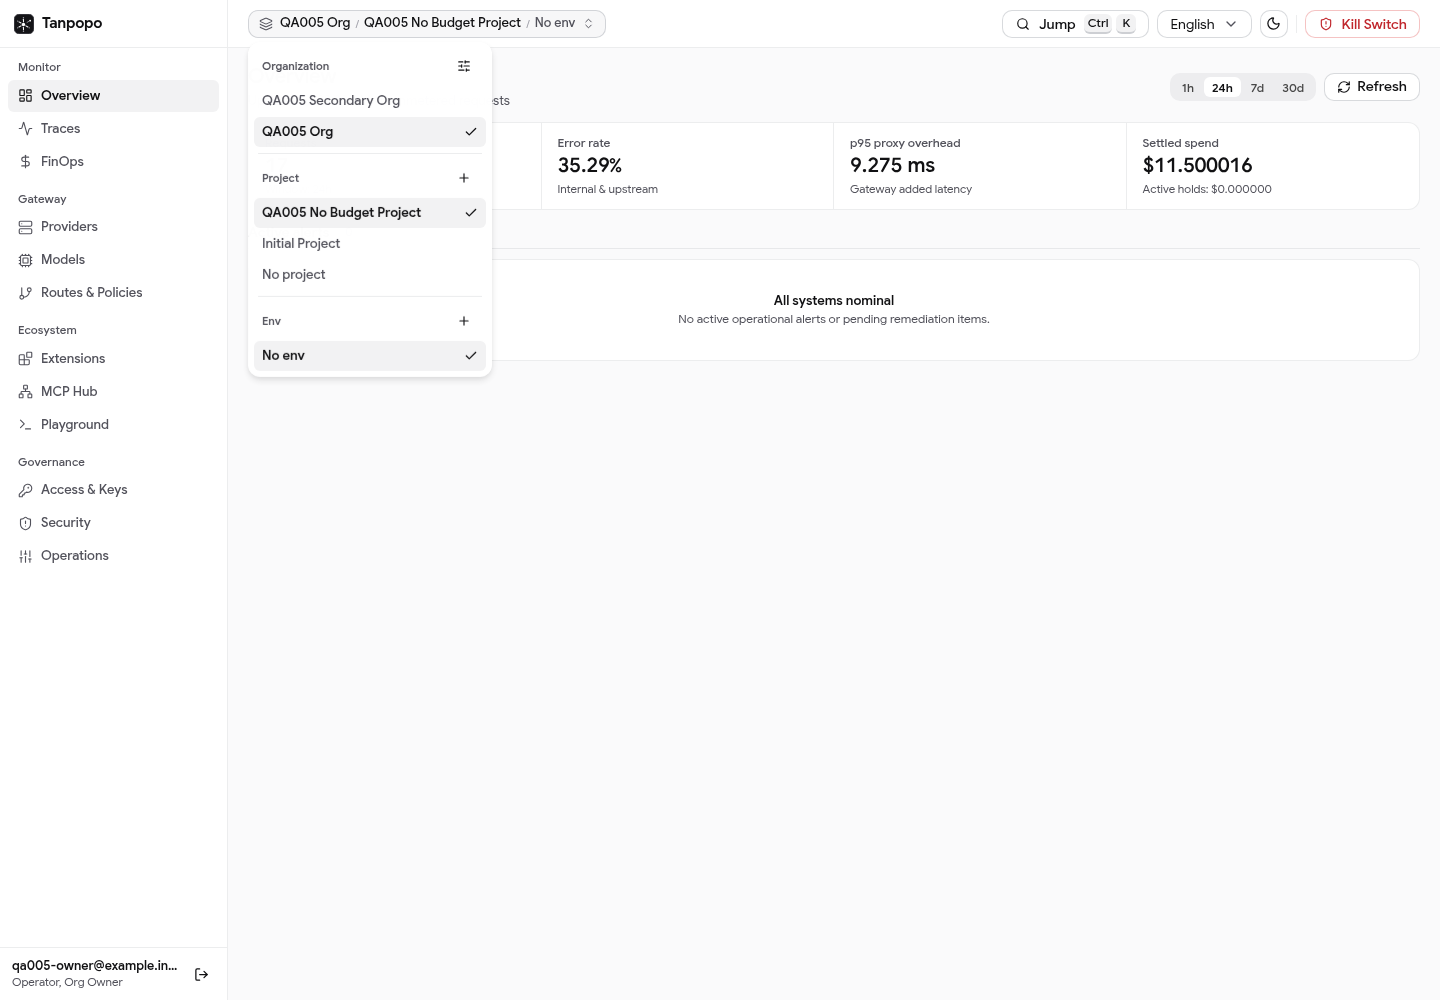 Tanpopo
QA005 Org / QA005 No Budget Project / No env
Jump Ctrl K
English
Kill Switch
Monitor
Overview
Traces
FinOps
Gateway
Providers
Models
Routes & Policies
Ecosystem
Extensions
MCP Hub
Playground
Governance
Access & Keys
Security
Operations
qa005-owner@example.in...
Operator, Org Owner
Organization
QA005 Secondary Org
QA005 Org
Project
QA005 No Budget Project
Initial Project
No project
Env
No env
1h 24h 7d 30d
Refresh
Error rate
35.29%
Internal & upstream
p95 proxy overhead
9.275 ms
Gateway added latency
Settled spend
$11.500016
Active holds: $0.000000
All systems nominal
No active operational alerts or pending remediation items.